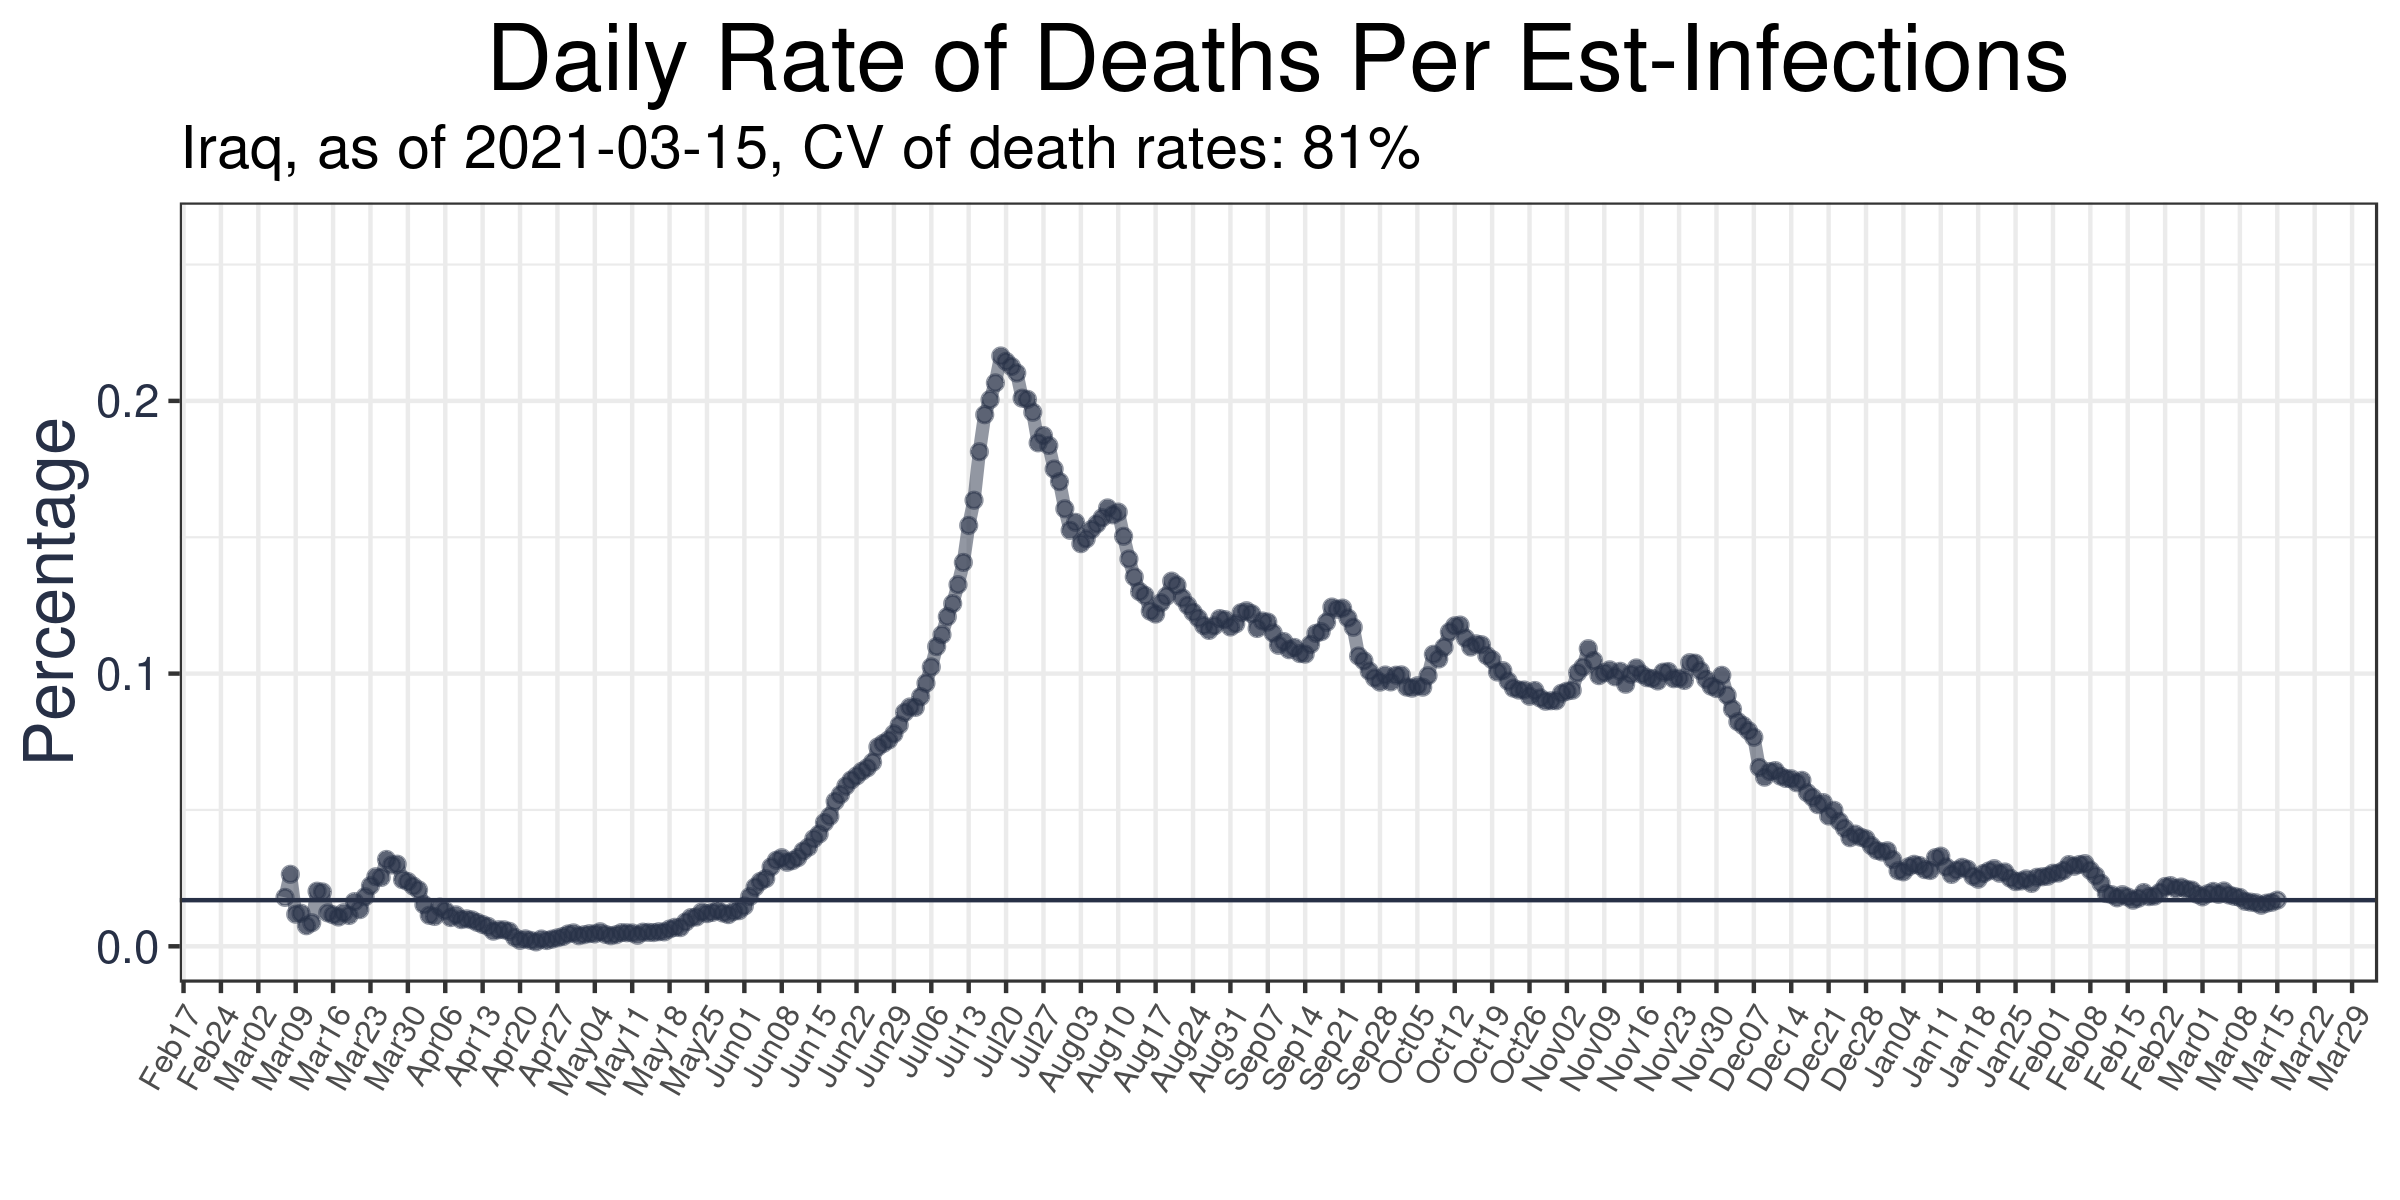 Daily Rate of Deaths Per Est-Infections
Iraq, as of 2021-03-15, CV of death rates: 81%
Percentage
0.2
0.1
0.0
Feb17
Feb24
Mar02
Mar09
Mar16
Mar23
Mar30
Apr06
Apr13
Apr20
Apr27
May04
May11
May18
May25
Jun01
Jun08
Jun15
Jun22
Jun29
Jul06
Jul13
Jul20
Jul27
Aug03
Aug10
Aug17
Aug24
Aug31
Sep07
Sep14
Sep21
Sep28
Oct05
Oct12
Oct19
Oct26
Nov02
Nov09
Nov16
Nov23
Nov30
Dec07
Dec14
Dec21
Dec28
Jan04
Jan11
Jan18
Jan25
Feb01
Feb08
Feb15
Feb22
Mar01
Mar08
Mar15
Mar22
Mar29